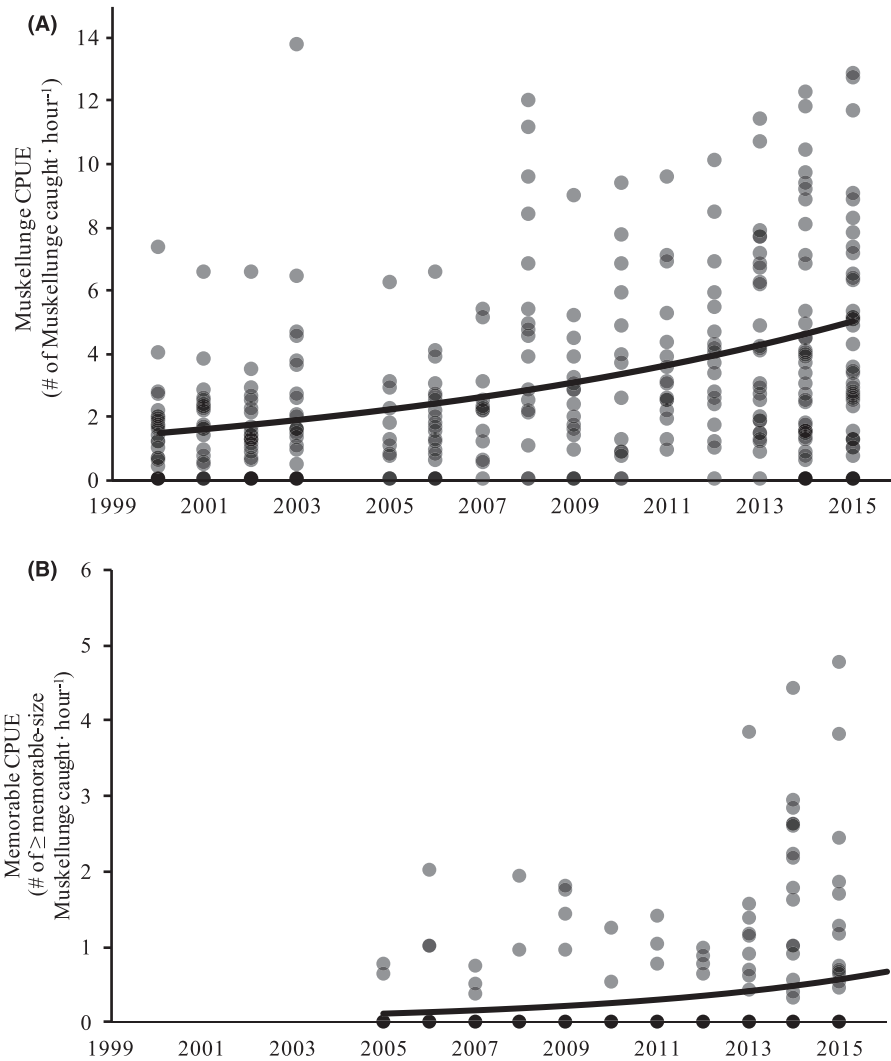 (A)
14
12
10
8
6
4
2
0
Muskellunge CPUE
(# of Muskellunge caught · hour⁻¹)
1999 2001 2003 2005 2007 2009 2011 2013 2015
(B)
6
5
4
3
2
1
0
Memorable CPUE
(# of ≥ memorable-size
Muskellunge caught · hour⁻¹)
1999 2001 2003 2005 2007 2009 2011 2013 2015